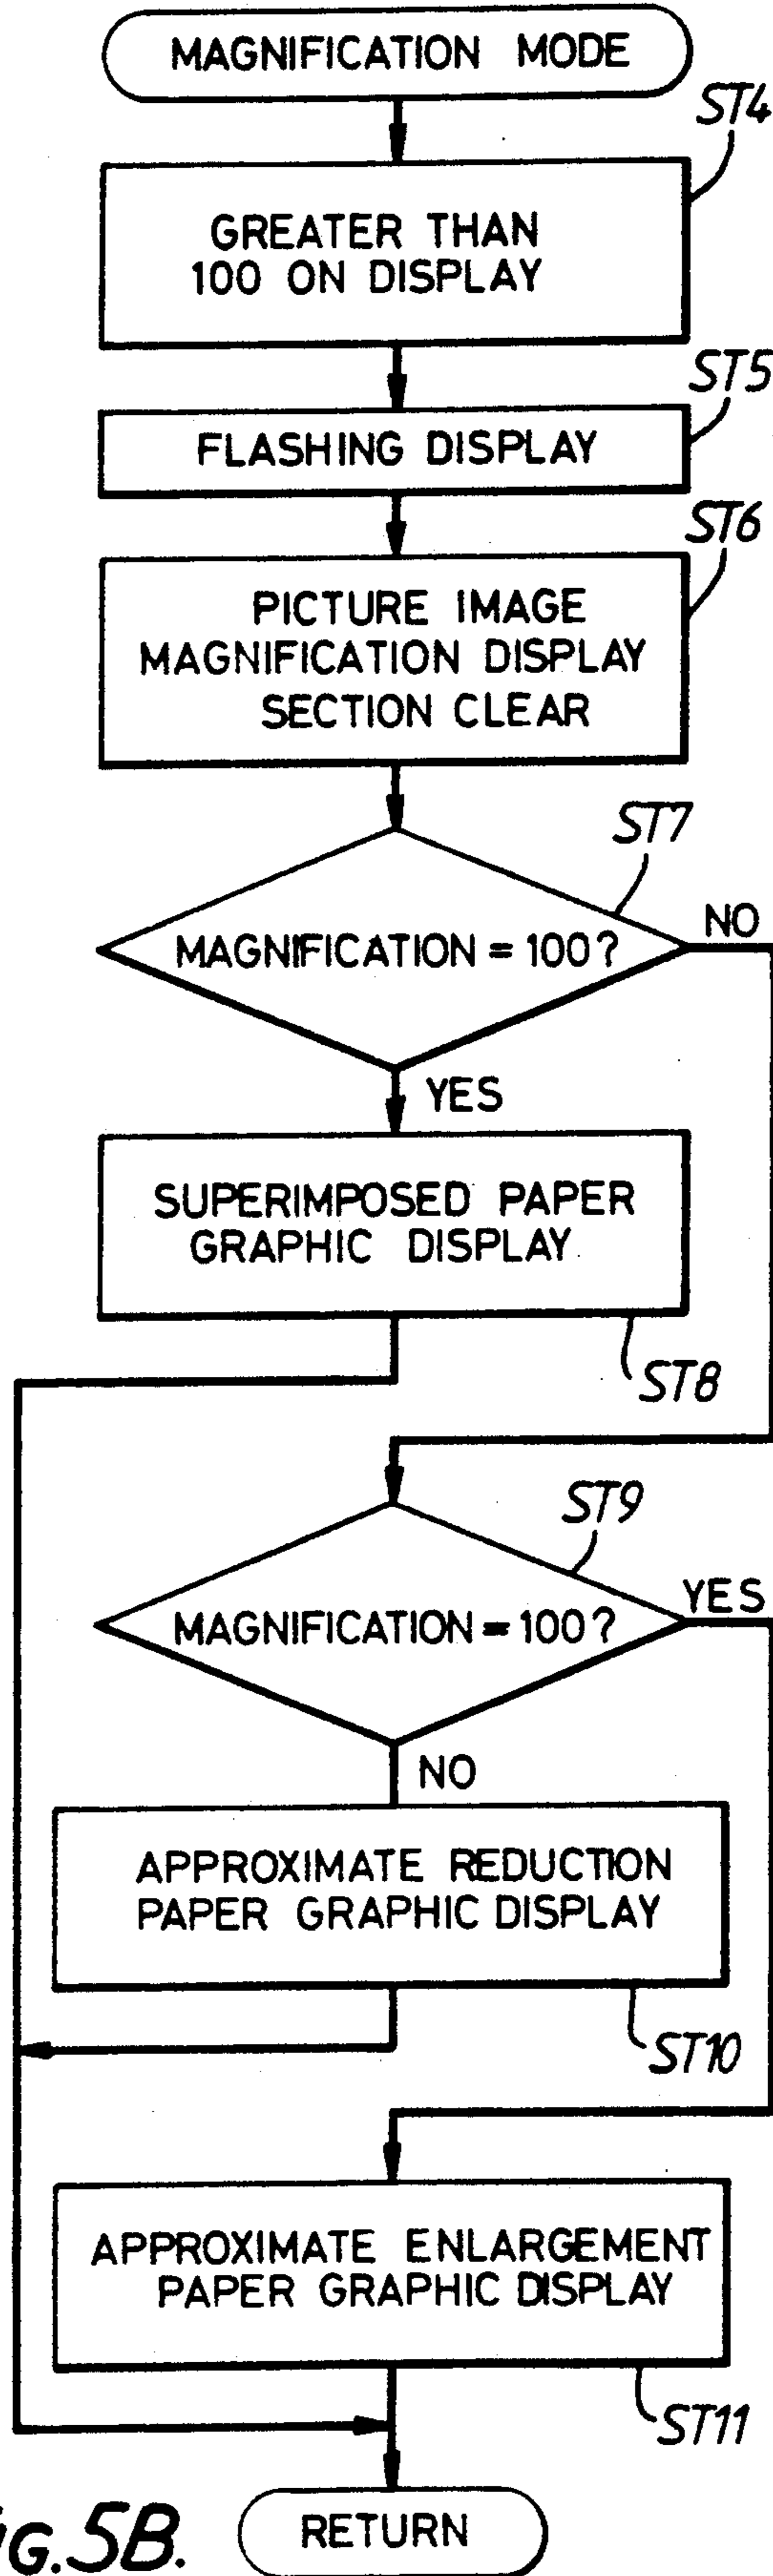 MAGNIFICATION MODE
ST4
GREATER THAN
100 ON DISPLAY
ST5
FLASHING DISPLAY
ST6
PICTURE IMAGE
MAGNIFICATION DISPLAY
SECTION CLEAR
ST7
MAGNIFICATION = 100?
NO
YES
SUPERIMPOSED PAPER
GRAPHIC DISPLAY
ST8
ST9
MAGNIFICATION = 100?
YES
NO
APPROXIMATE REDUCTION
PAPER GRAPHIC DISPLAY
ST10
APPROXIMATE ENLARGEMENT
PAPER GRAPHIC DISPLAY
ST11
RETURN
IG.5B.